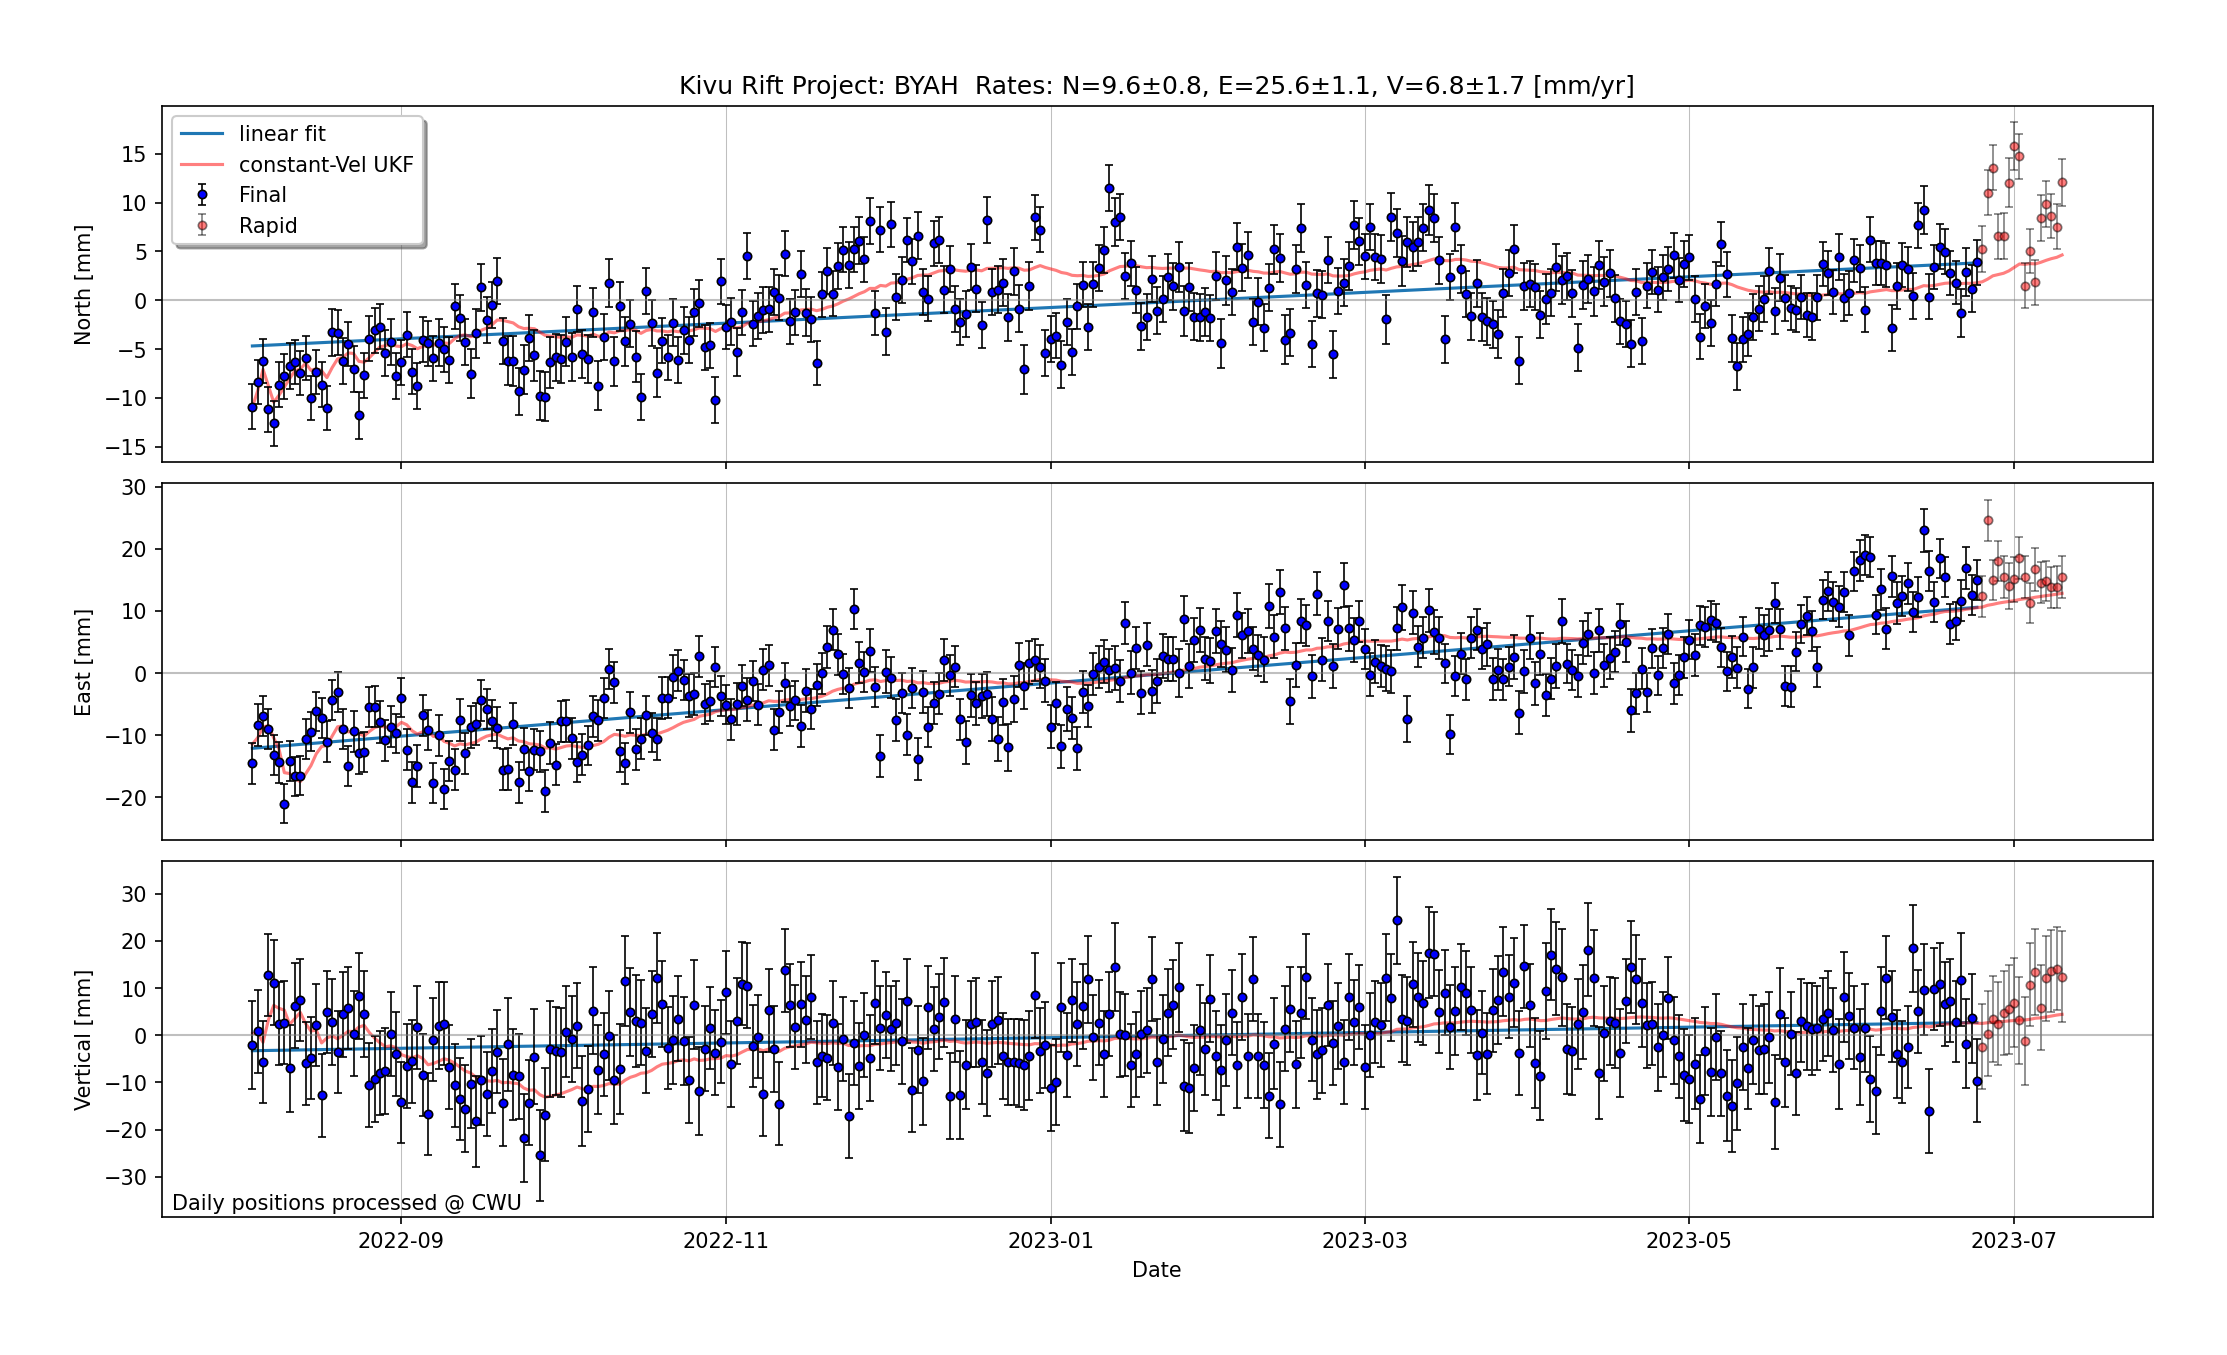 Kivu Rift Project: BYAH  Rates: N=9.6±0.8, E=25.6±1.1, V=6.8±1.7 [mm/yr]
linear fit
constant-Vel UKF
Final
Rapid
North [mm]
15
10
5
0
−5
−10
−15
East [mm]
30
20
10
0
−10
−20
Vertical [mm]
30
20
10
0
−10
−20
−30
Daily positions processed @ CWU
2022-09 2022-11 2023-01 2023-03 2023-05 2023-07
Date